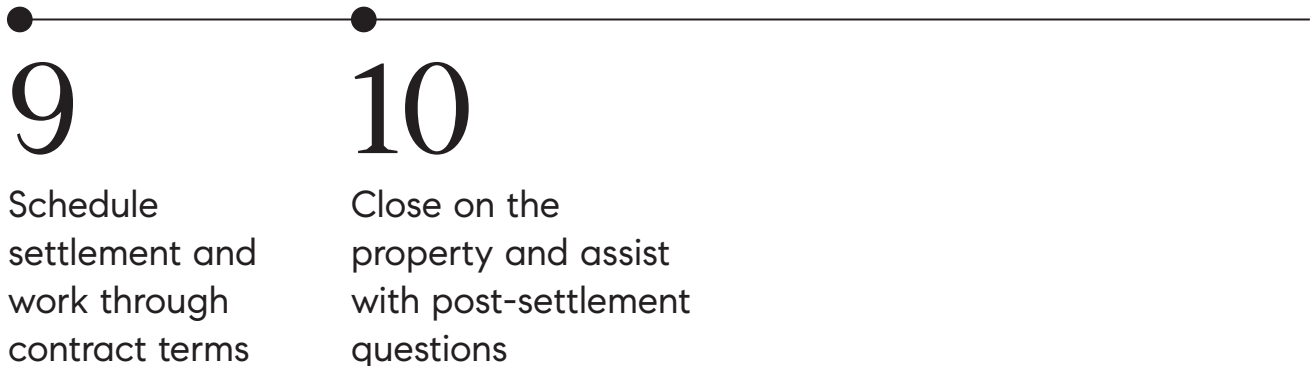 9
Schedule
settlement and
work through
contract terms
10
Close on the
property and assist
with post-settlement
questions